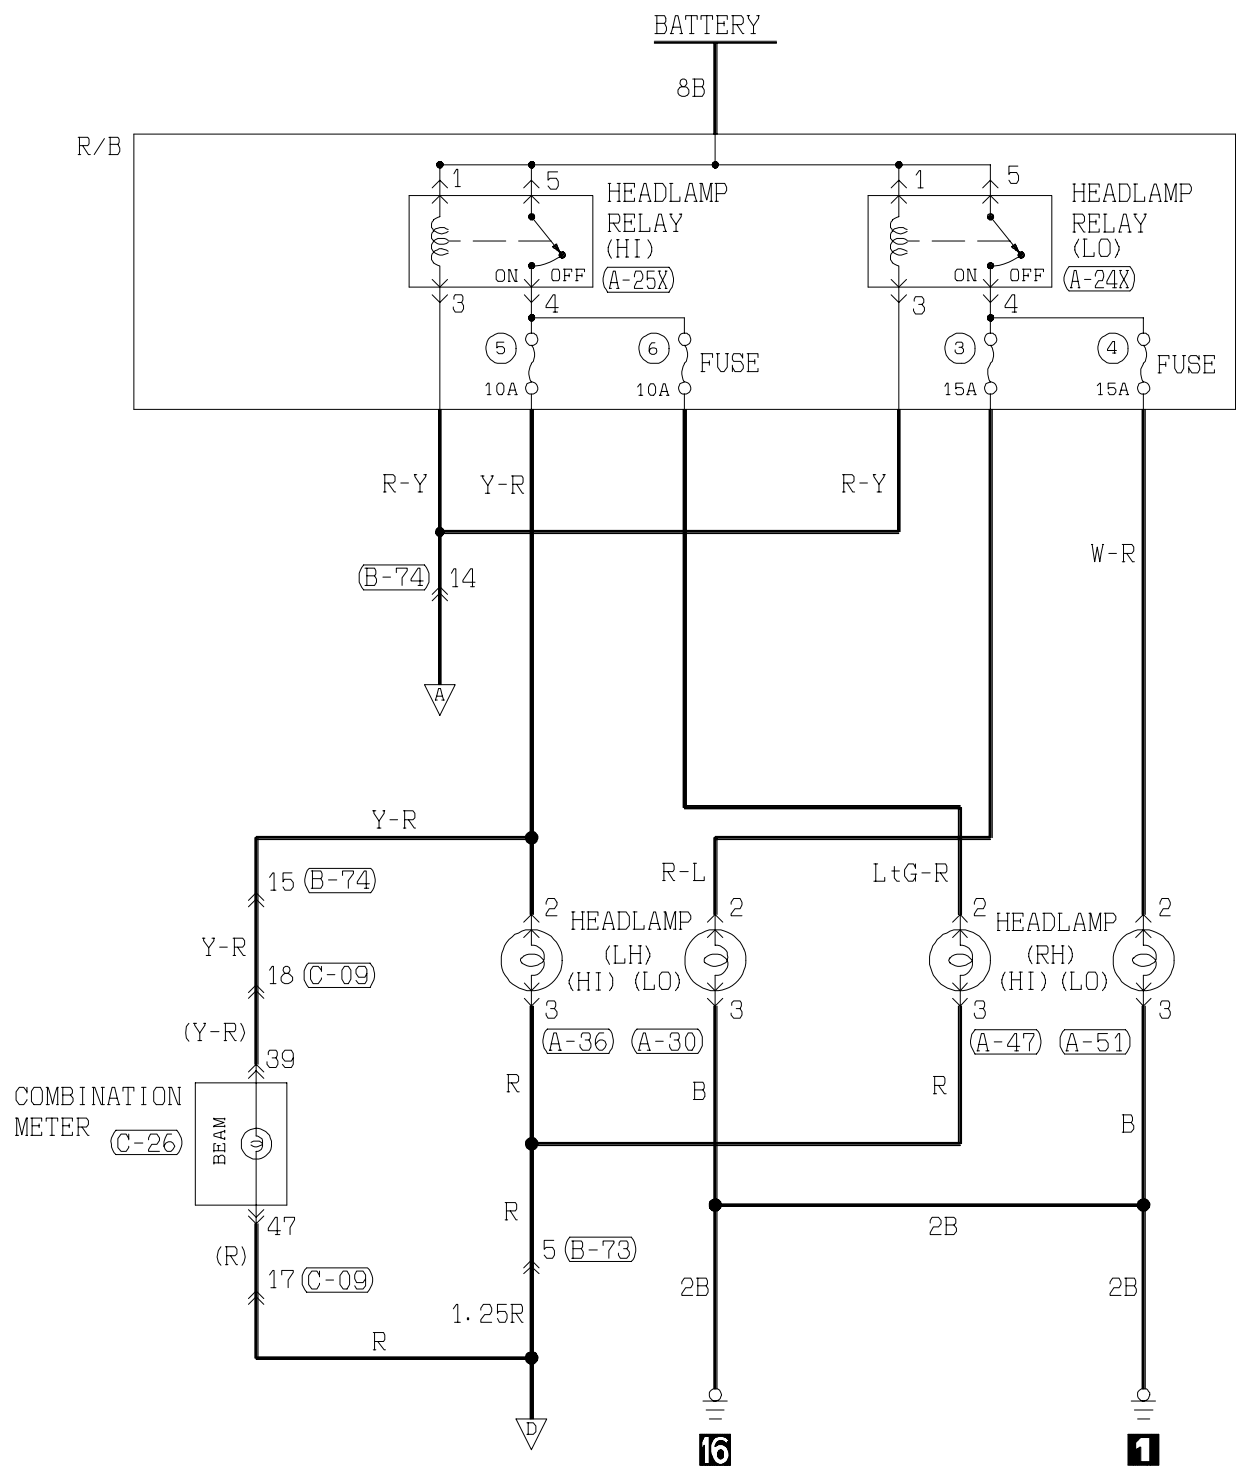 BATTERY
8B
R/B
1
5
HEADLAMP
RELAY
(HI)
A-25X
ON
OFF
3
4
1
5
HEADLAMP
RELAY
(LO)
A-24X
ON
OFF
3
4
5
10A
6
10A
FUSE
3
15A
4
15A
FUSE
R-Y
Y-R
R-Y
W-R
B-74
14
A
Y-R
15
B-74
R-L
LtG-R
Y-R
18
C-09
(Y-R)
39
2
HEADLAMP
(LH)
(HI) (LO)
2
2
HEADLAMP
(RH)
(HI) (LO)
2
3
A-36
A-30
3
3
A-47
A-51
3
COMBINATION
METER
C-26
BEAM
R
B
R
B
47
(R)
17
C-09
R
R
5
B-73
1.25R
2B
2B
2B
D
16
1